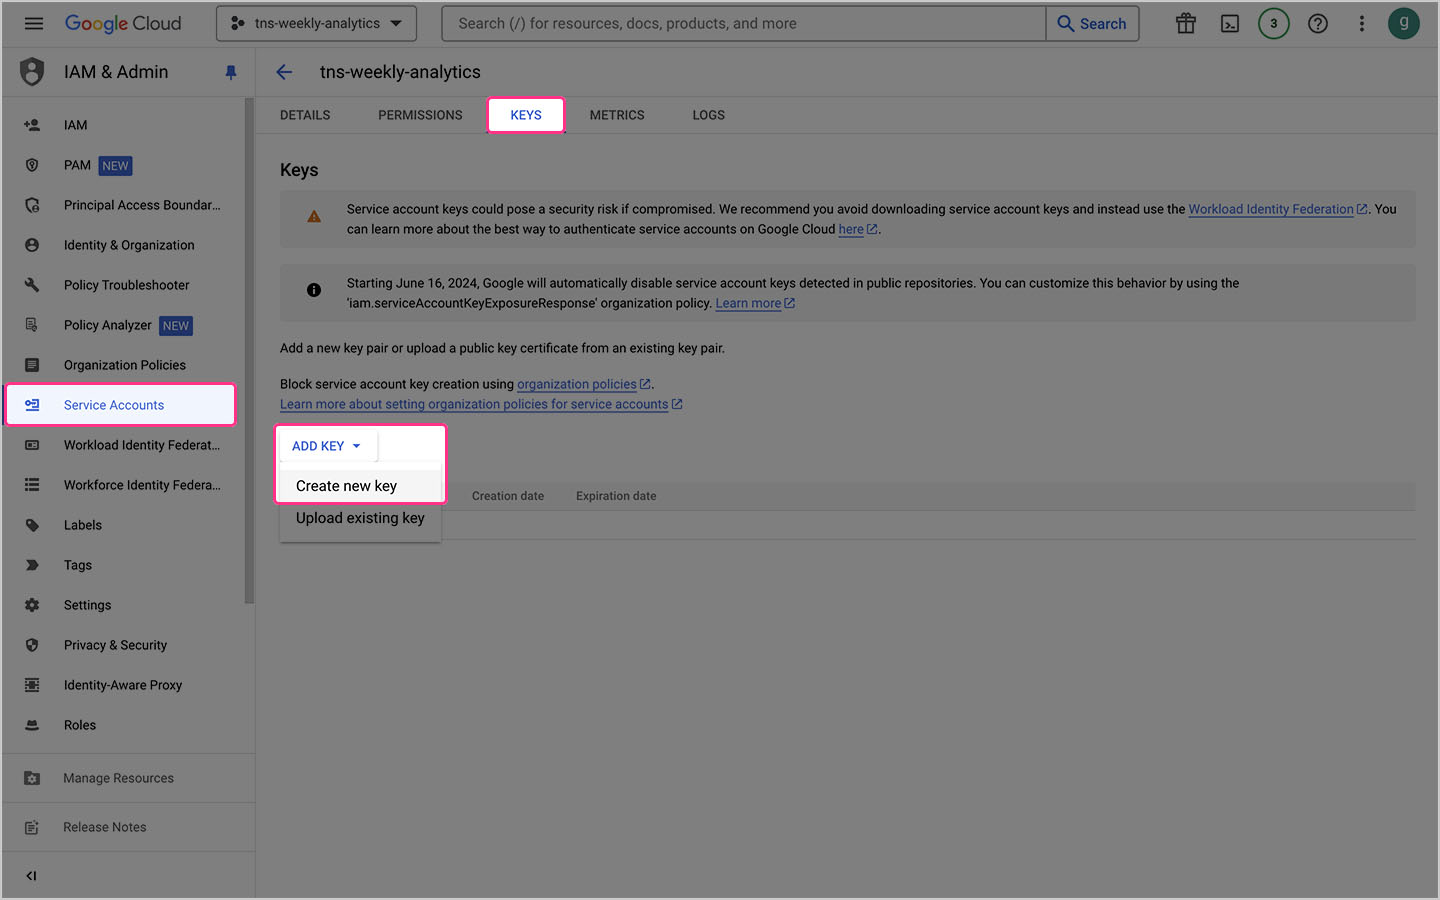 Google Cloud
tns-weekly-analytics
Search (/) for resources, docs, products, and more
Search
3
g
IAM & Admin
tns-weekly-analytics
DETAILS
PERMISSIONS
KEYS
METRICS
LOGS
IAM
PAM NEW
Principal Access Boundar...
Identity & Organization
Policy Troubleshooter
Policy Analyzer NEW
Organization Policies
Service Accounts
Workload Identity Federat...
Workforce Identity Federa...
Labels
Tags
Settings
Privacy & Security
Identity-Aware Proxy
Roles
Manage Resources
Release Notes
Keys
Service account keys could pose a security risk if compromised. We recommend you avoid downloading service account keys and instead use the Workload Identity Federation. You
can learn more about the best way to authenticate service accounts on Google Cloud here.
Starting June 16, 2024, Google will automatically disable service account keys detected in public repositories. You can customize this behavior by using the
'iam.serviceAccountKeyExposureResponse' organization policy. Learn more
Add a new key pair or upload a public key certificate from an existing key pair.
Block service account key creation using organization policies.
Learn more about setting organization policies for service accounts
ADD KEY
Create new key
Upload existing key
Creation date
Expiration date